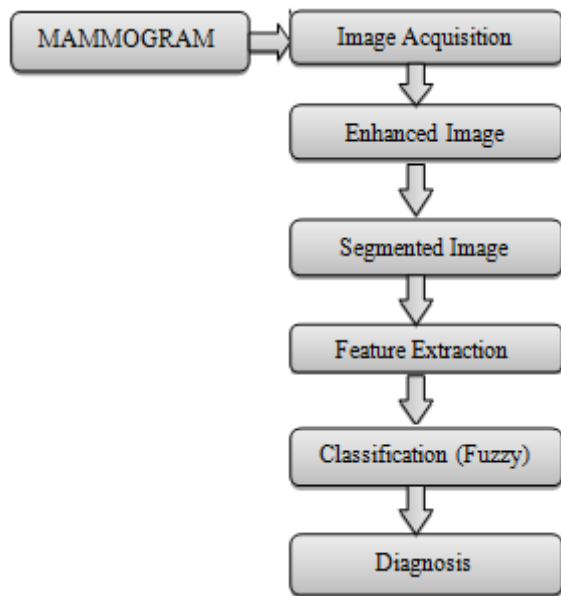 MAMMOGRAM
Image Acquisition
Enhanced Image
Segmented Image
Feature Extraction
Classification (Fuzzy)
Diagnosis